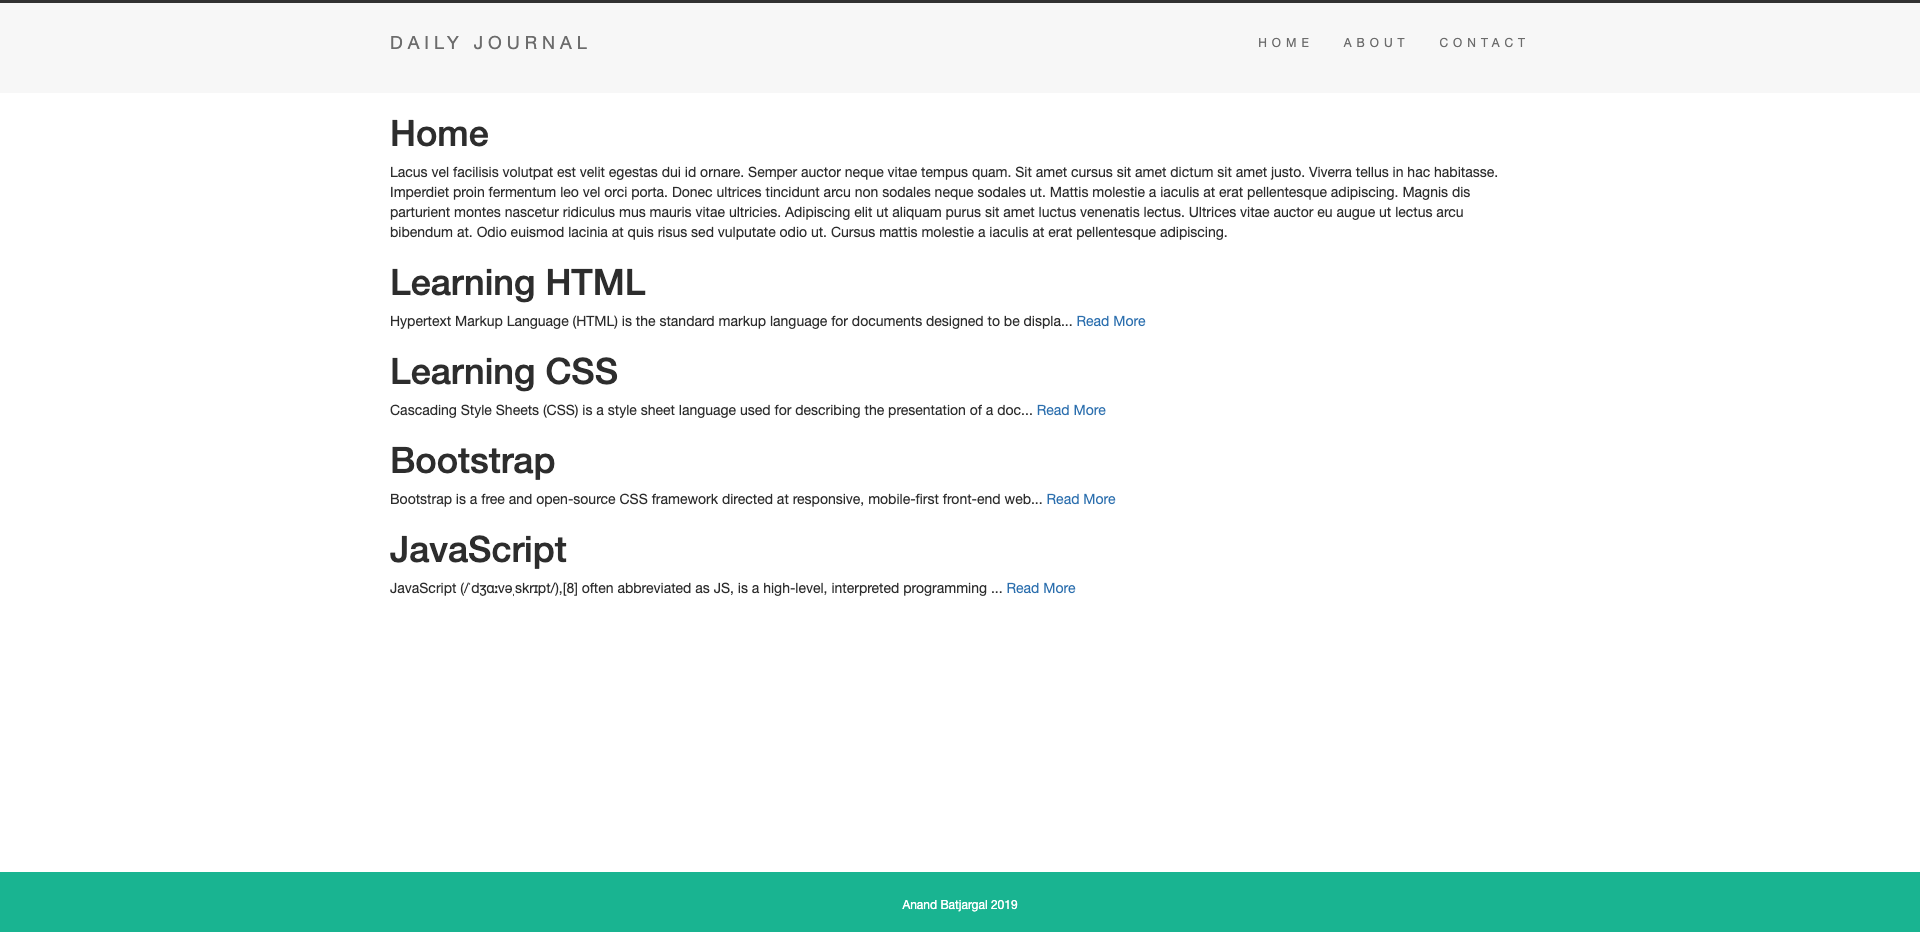 DAILY JOURNAL
HOME ABOUT CONTACT
Home
Lacus vel facilisis volutpat est velit egestas dui id ornare. Semper auctor neque vitae tempus quam. Sit amet cursus sit amet dictum sit amet justo. Viverra tellus in hac habitasse.
Imperdiet proin fermentum leo vel orci porta. Donec ultrices tincidunt arcu non sodales neque sodales ut. Mattis molestie a iaculis at erat pellentesque adipiscing. Magnis dis
parturient montes nascetur ridiculus mus mauris vitae ultricies. Adipiscing elit ut aliquam purus sit amet luctus venenatis lectus. Ultrices vitae auctor eu augue ut lectus arcu
bibendum at. Odio euismod lacinia at quis risus sed vulputate odio ut. Cursus mattis molestie a iaculis at erat pellentesque adipiscing.
Learning HTML
Hypertext Markup Language (HTML) is the standard markup language for documents designed to be displa... Read More
Learning CSS
Cascading Style Sheets (CSS) is a style sheet language used for describing the presentation of a doc... Read More
Bootstrap
Bootstrap is a free and open-source CSS framework directed at responsive, mobile-first front-end web... Read More
JavaScript
JavaScript (/ˈdʒɑːvəˌskrɪpt/),[8] often abbreviated as JS, is a high-level, interpreted programming ... Read More
Anand Batjargal 2019